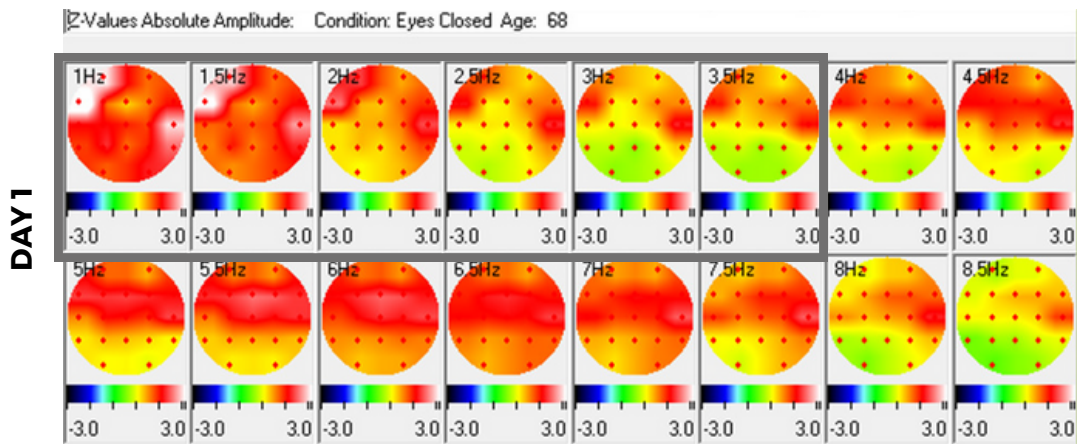 Z-Values Absolute Amplitude: Condition: Eyes Closed Age: 68
DAY 1
1Hz 1.5Hz 2Hz 2.5Hz 3Hz 3.5Hz 4Hz 4.5Hz
-3.0 3.0 -3.0 3.0 -3.0 3.0 -3.0 3.0 -3.0 3.0 -3.0 3.0 -3.0 3.0 -3.0 3.0
5Hz 5.5Hz 6Hz 6.5Hz 7Hz 7.5Hz 8Hz 8.5Hz
-3.0 3.0 -3.0 3.0 -3.0 3.0 -3.0 3.0 -3.0 3.0 -3.0 3.0 -3.0 3.0 -3.0 3.0